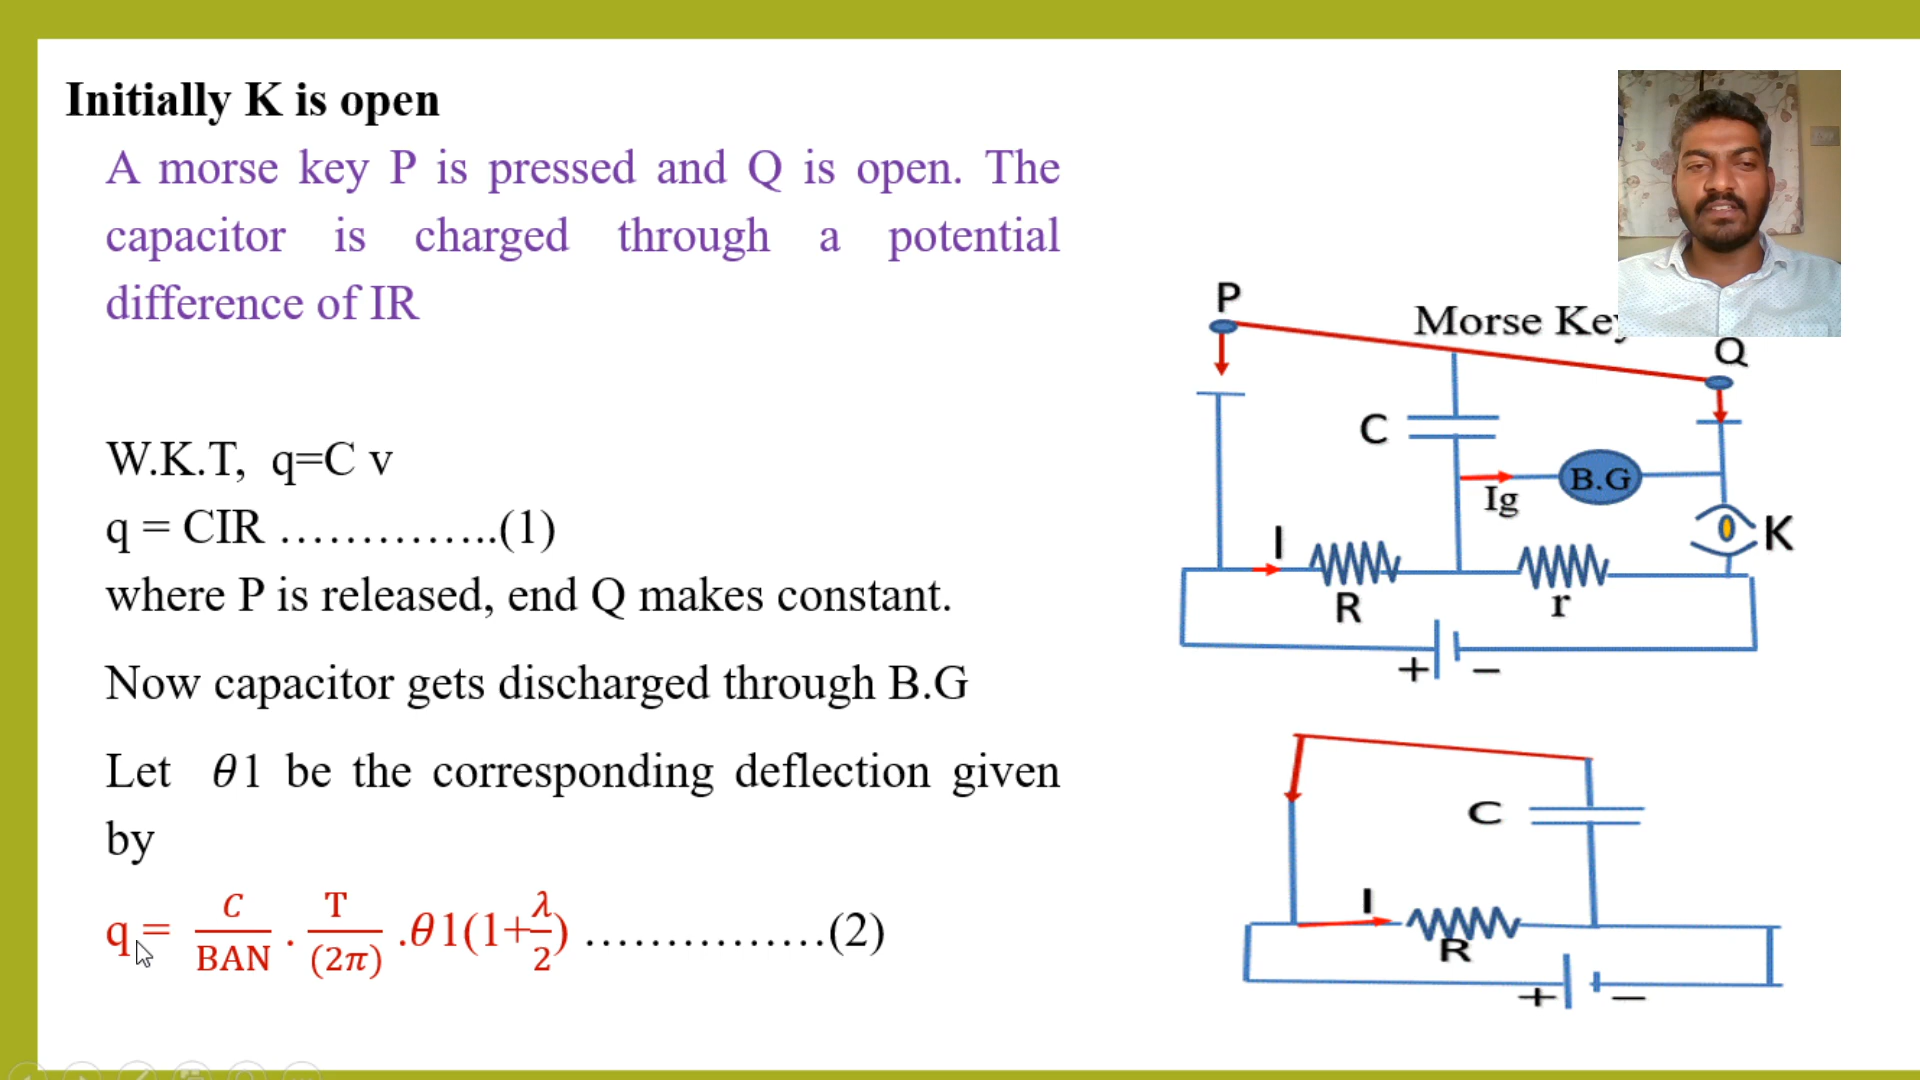 Initially K is open
A morse key P is pressed and Q is open. The
capacitor is charged through a potential
difference of IR
W.K.T, q=C v
q = CIR …………..(1)
where P is released, end Q makes constant.
Now capacitor gets discharged through B.G
Let θ1 be the corresponding deflection given
by
q = C/BAN . T/(2π) .θ1(1+λ/2) ……………(2)
P
Morse Key
Q
C
B.G
Ig
K
I
R
r
+ −
C
I
R
+ −